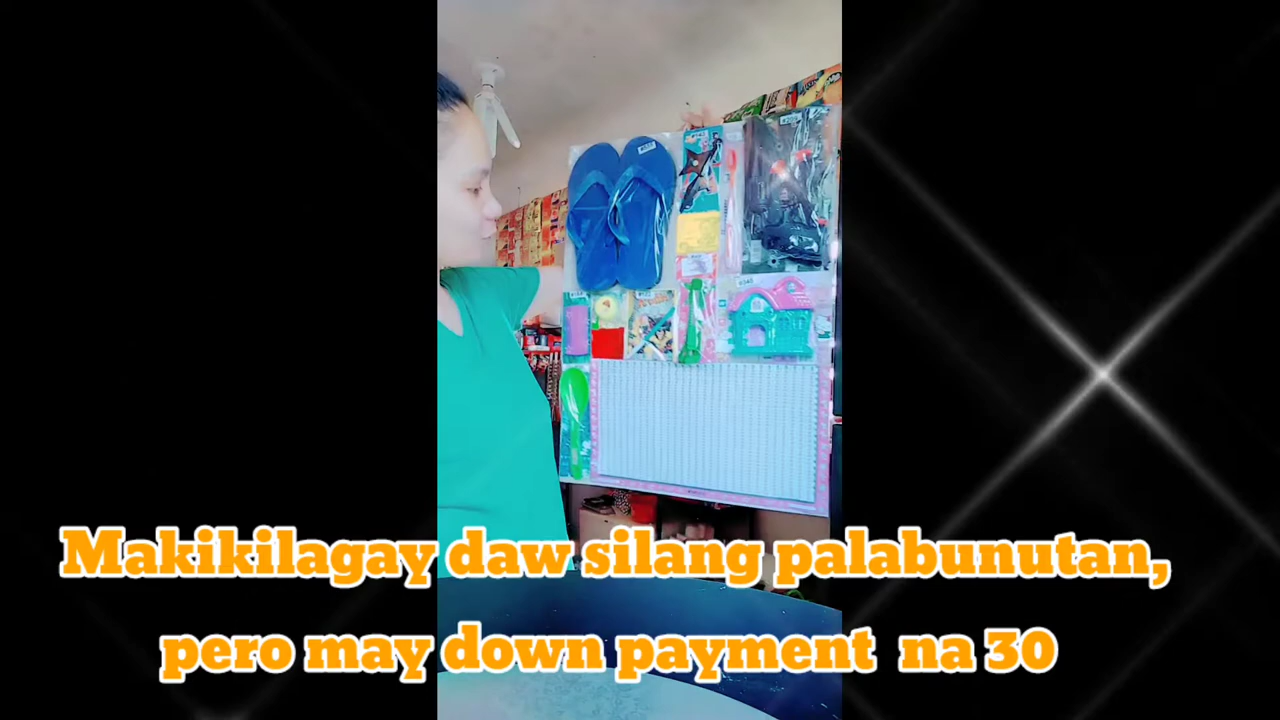 Makikilagay daw silang palabunutan,
pero may down payment na 30